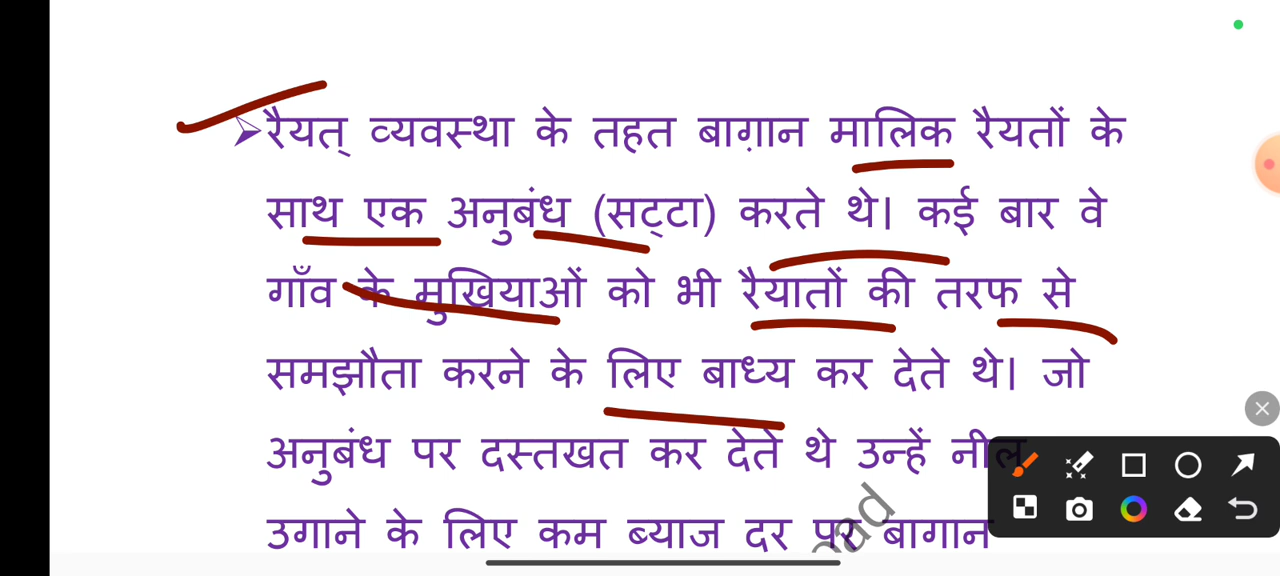 रैयत् व्यवस्था के तहत बाग़ान मालिक रैयतों के
साथ एक अनुबंध (सट्टा) करते थे। कई बार वे
गाँव के मुखियाओं को भी रैयातों की तरफ से
समझौता करने के लिए बाध्य कर देते थे। जो
अनुबंध पर दस्तखत कर देते थे उन्हें नील
उगाने के लिए कम ब्याज दर पर बागान